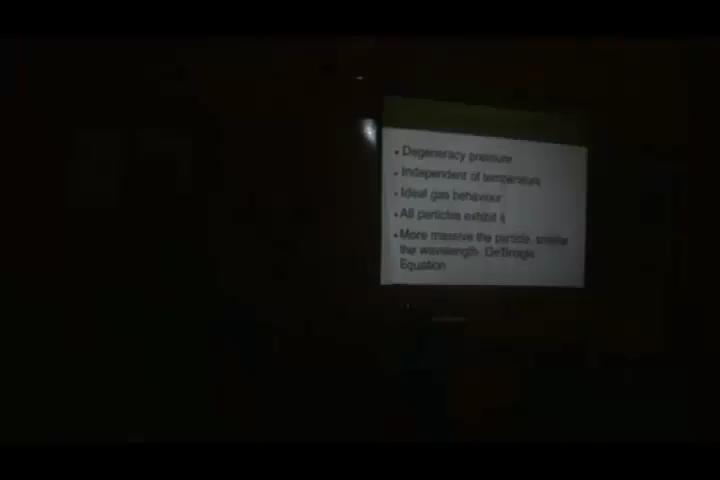 • Degeneracy pressure
• Independent of temperature
• Ideal gas behaviour
• All particles exhibit it
• More massive the particle, smaller
the wavelength- DeBrogle
Equation